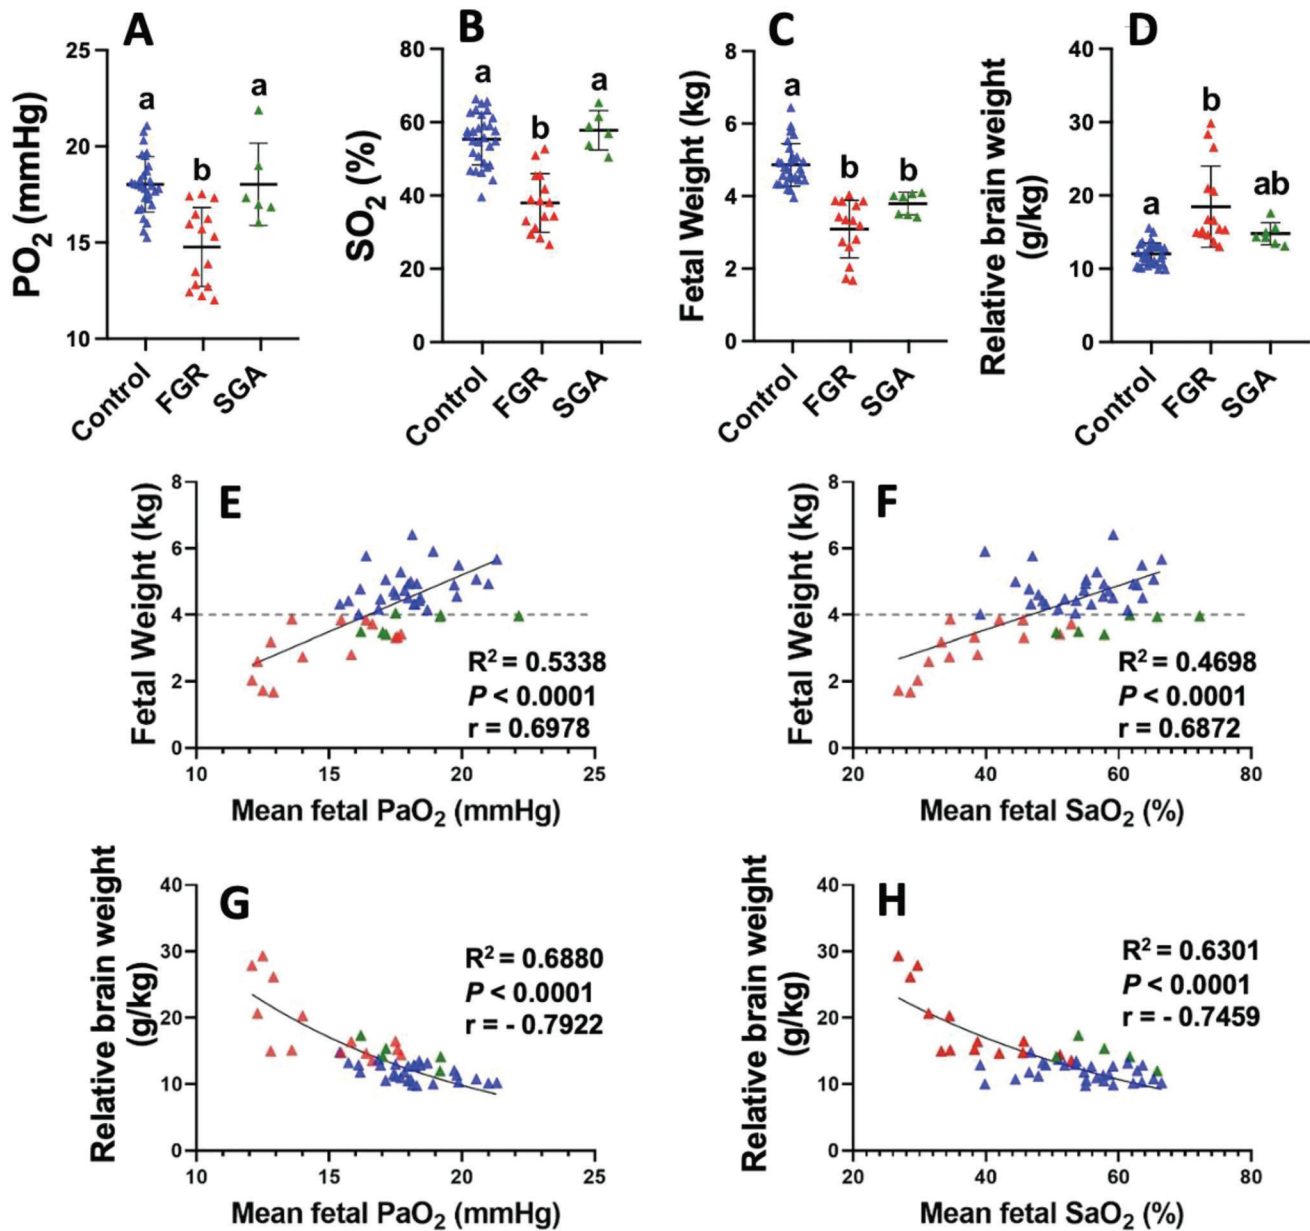 A
PO2 (mmHg)
25
20
15
10
a
b
a
Control
FGR
SGA
B
SO2 (%)
80
60
40
20
0
a
b
a
Control
FGR
SGA
C
Fetal Weight (kg)
8
6
4
2
0
a
b
b
Control
FGR
SGA
D
Relative brain weight
(g/kg)
40
30
20
10
0
a
b
ab
Control
FGR
SGA
E
Fetal Weight (kg)
8
6
4
2
0
R2 = 0.5338
P < 0.0001
r = 0.6978
10 15 20 25
Mean fetal PaO2 (mmHg)
F
Fetal Weight (kg)
8
6
4
2
0
R2 = 0.4698
P < 0.0001
r = 0.6872
20 40 60 80
Mean fetal SaO2 (%)
G
Relative brain weight
(g/kg)
40
30
20
10
0
R2 = 0.6880
P < 0.0001
r = - 0.7922
10 15 20 25
Mean fetal PaO2 (mmHg)
H
Relative brain weight
(g/kg)
40
30
20
10
0
R2 = 0.6301
P < 0.0001
r = - 0.7459
20 40 60 80
Mean fetal SaO2 (%)